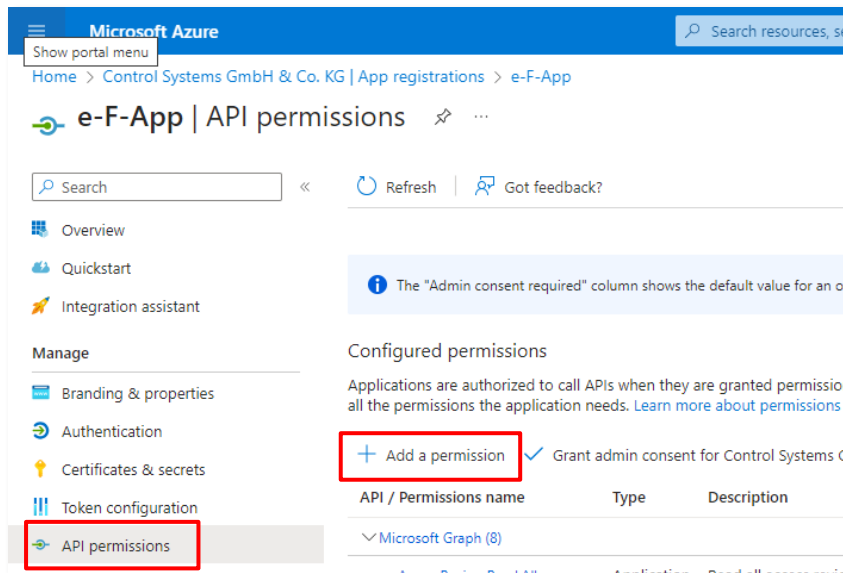 Microsoft Azure
Search resources, s
Show portal menu
Home > Control Systems GmbH & Co. KG | App registrations > e-F-App
e-F-App | API permissions
Search
Refresh
Got feedback?
Overview
Quickstart
Integration assistant
The "Admin consent required" column shows the default value for an o
Manage
Configured permissions
Applications are authorized to call APIs when they are granted permissio
all the permissions the application needs. Learn more about permissions
Branding & properties
Authentication
Certificates & secrets
Token configuration
API permissions
Add a permission
Grant admin consent for Control Systems
API / Permissions name Type Description
Microsoft Graph (8)